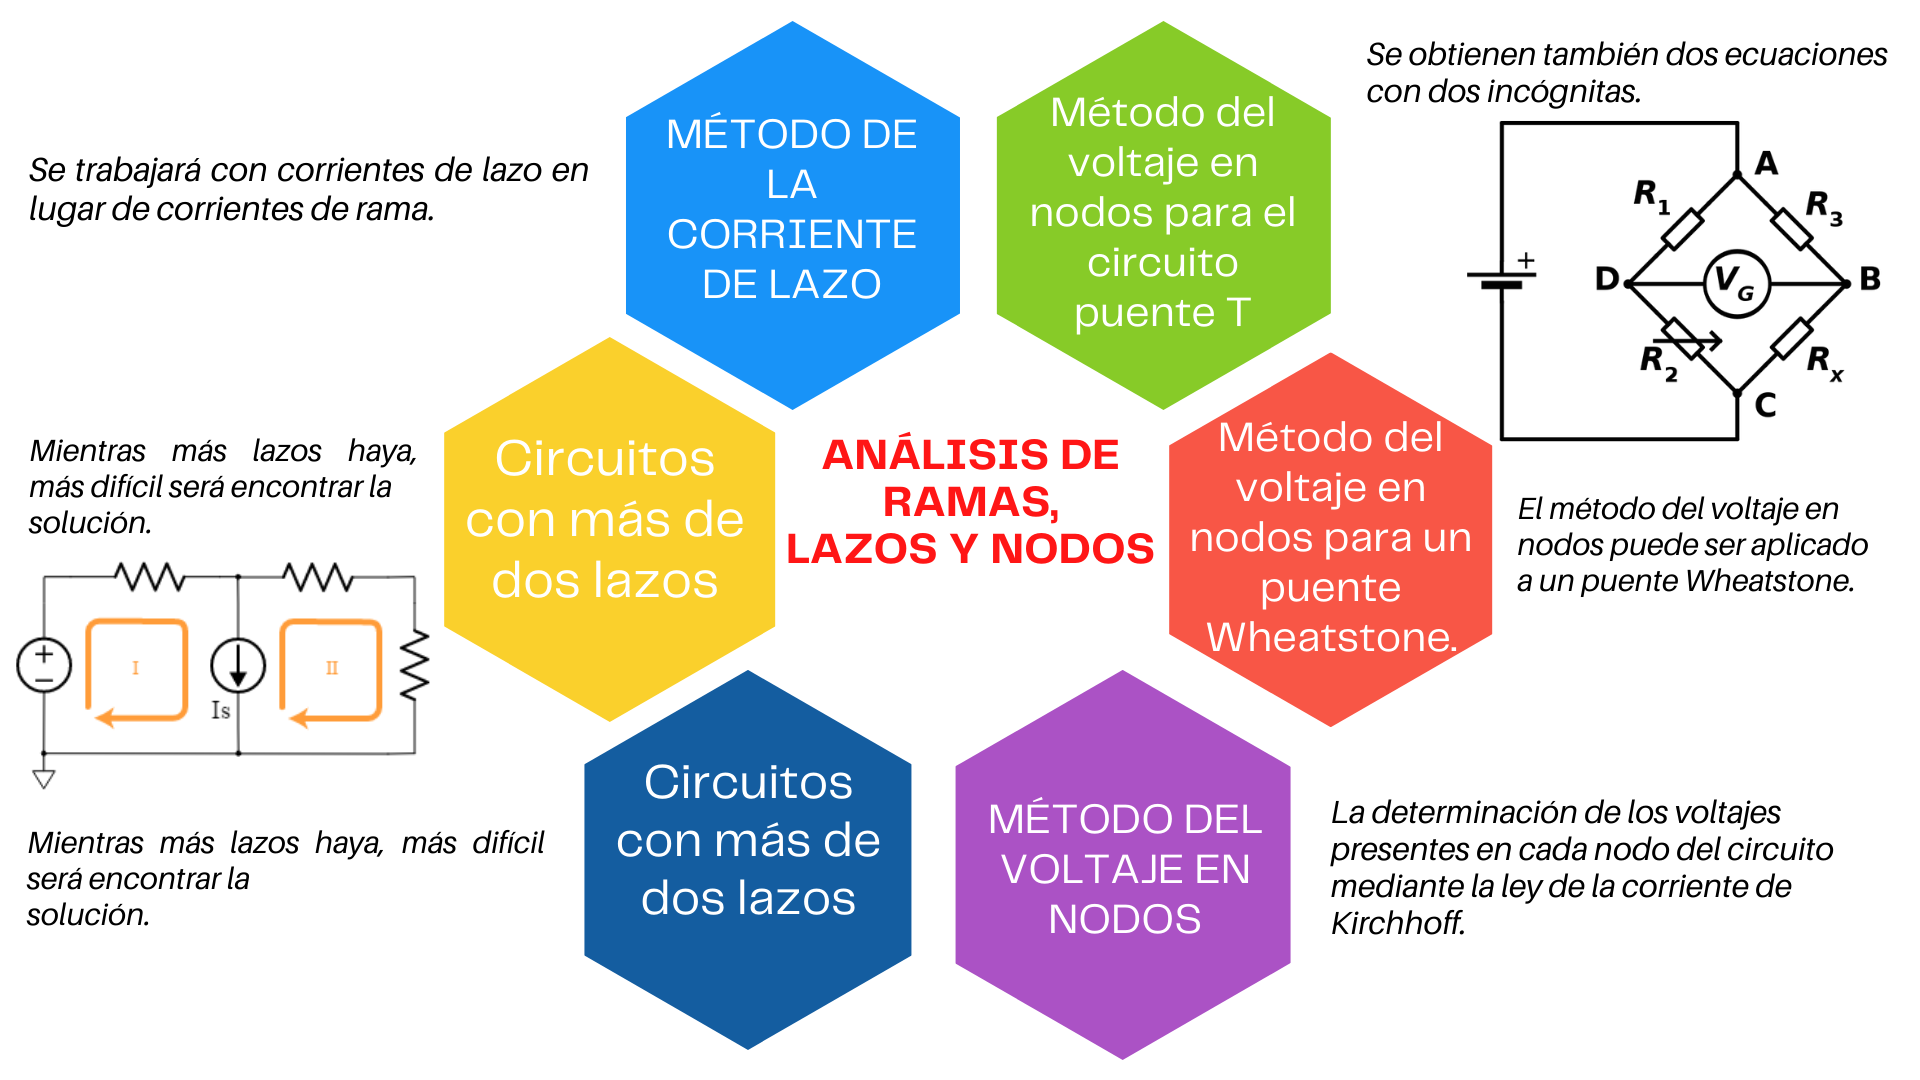 Se trabajará con corrientes de lazo en
lugar de corrientes de rama.
MÉTODO DE
LA
CORRIENTE
DE LAZO
Método del
voltaje en
nodos para el
circuito
puente T
Se obtienen también dos ecuaciones
con dos incógnitas.
A
R1
R3
+
D
VG
B
R2
Rx
C
Mientras más lazos haya,
más difícil será encontrar la
solución.
+
−
I
Is
II
Circuitos
con más de
dos lazos
ANÁLISIS DE
RAMAS,
LAZOS Y NODOS
Método del
voltaje en
nodos para un
puente
Wheatstone.
El método del voltaje en
nodos puede ser aplicado
a un puente Wheatstone.
Mientras más lazos haya, más difícil
será encontrar la
solución.
Circuitos
con más de
dos lazos
MÉTODO DEL
VOLTAJE EN
NODOS
La determinación de los voltajes
presentes en cada nodo del circuito
mediante la ley de la corriente de
Kirchhoff.